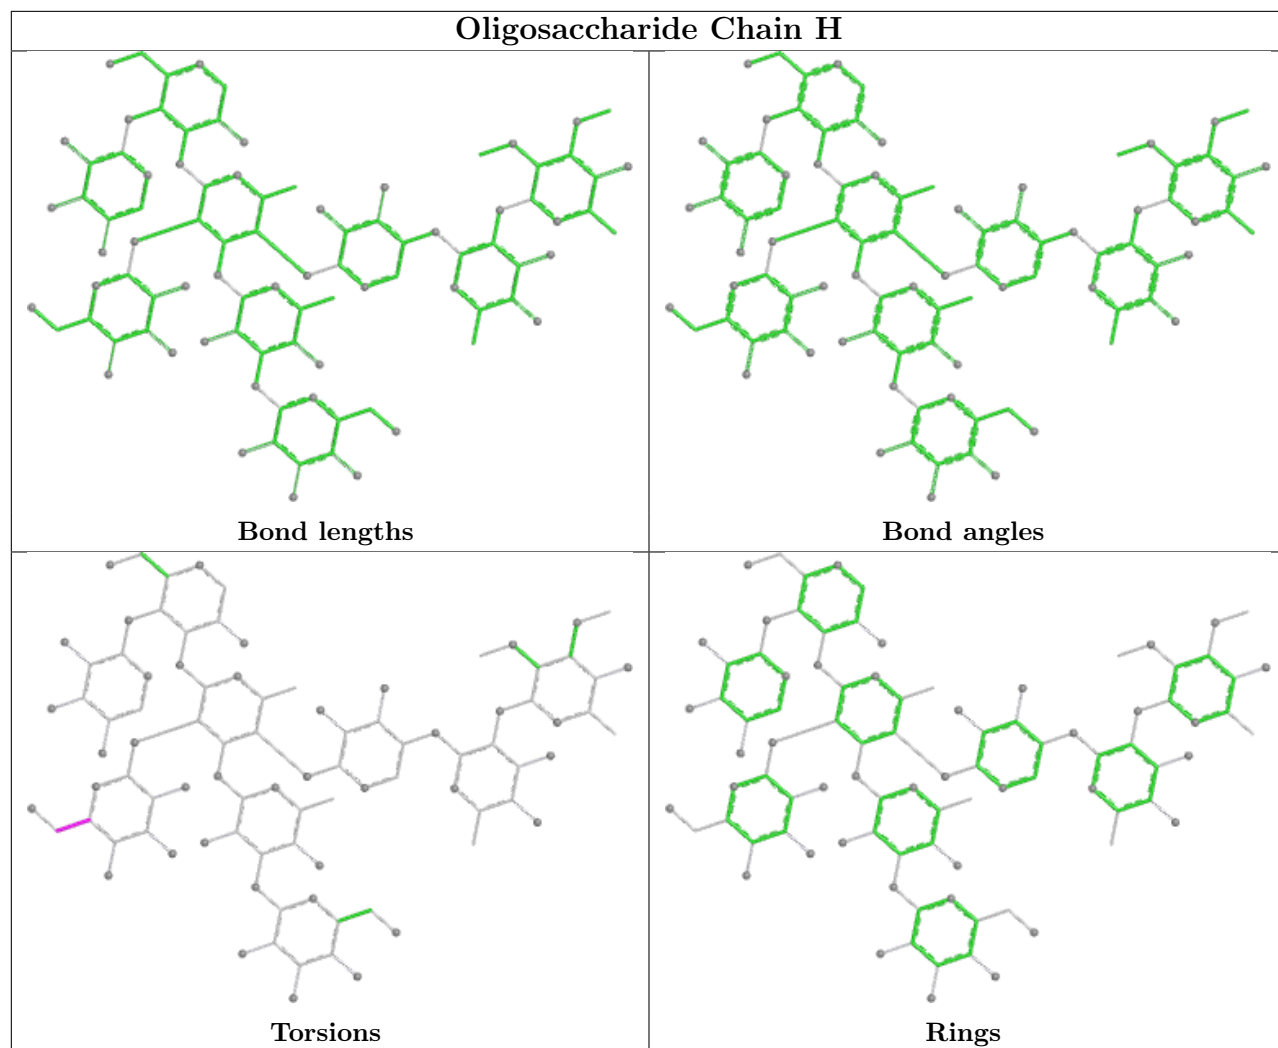 Oligosaccharide Chain H
Bond lengths
Bond angles
Torsions
Rings